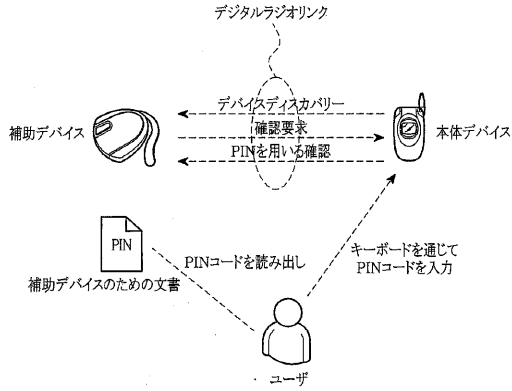 デジタルラジオリンク
デバイスディスカバリー
確認要求
PINを用いる確認
補助デバイス
本体デバイス
PIN
補助デバイスのための文書
PINコードを読み出し
キーボードを通じて
PINコードを入力
ユーザ